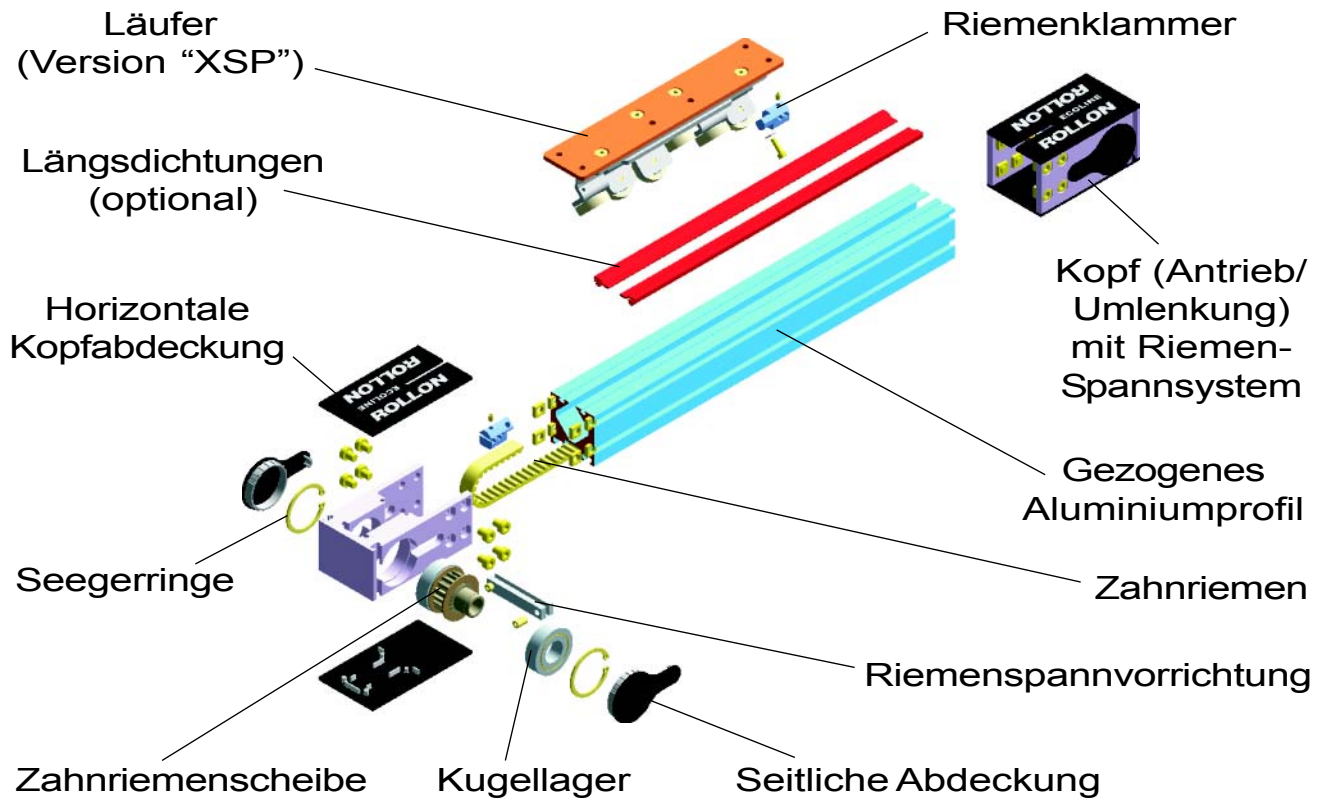 Läufer
(Version “XSP”)
Riemenklammer
ROLLON
ECOLINE
ROLLON
Längsdichtungen
(optional)
Kopf (Antrieb/
Umlenkung)
mit Riemen-
Spannsystem
Horizontale
Kopfabdeckung
ROLLON
ECOLINE
ROLLON
Gezogenes
Aluminiumprofil
Seegerringe
Zahnriemen
Riemenspannvorrichtung
Zahnriemenscheibe
Kugellager
Seitliche Abdeckung